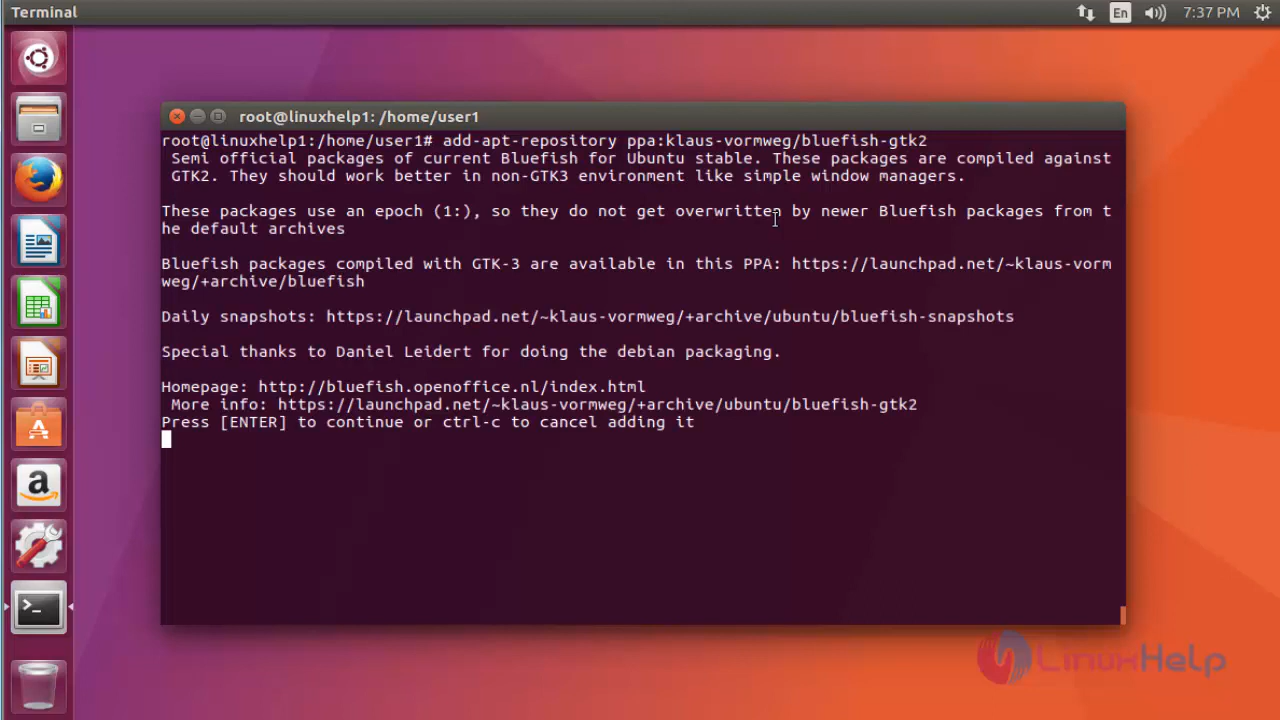 Terminal
En
7:37 PM
root@linuxhelp1: /home/user1
root@linuxhelp1:/home/user1# add-apt-repository ppa:klaus-vormweg/bluefish-gtk2
Semi official packages of current Bluefish for Ubuntu stable. These packages are compiled against
GTK2. They should work better in non-GTK3 environment like simple window managers.
These packages use an epoch (1:), so they do not get overwritten by newer Bluefish packages from t
he default archives
Bluefish packages compiled with GTK-3 are available in this PPA: https://launchpad.net/~klaus-vorm
weg/+archive/bluefish
Daily snapshots: https://launchpad.net/~klaus-vormweg/+archive/ubuntu/bluefish-snapshots
Special thanks to Daniel Leidert for doing the debian packaging.
Homepage: http://bluefish.openoffice.nl/index.html
More info: https://launchpad.net/~klaus-vormweg/+archive/ubuntu/bluefish-gtk2
Press [ENTER] to continue or ctrl-c to cancel adding it
LinuxHelp